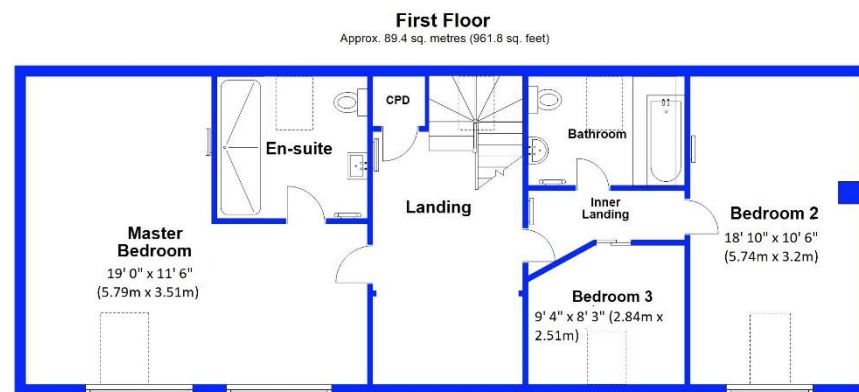 First Floor
Approx. 89.4 sq. metres (961.8 sq. feet)
CPD
En-suite
Bathroom
Landing
Inner
Landing
Master
Bedroom
19' 0" x 11' 6"
(5.79m x 3.51m)
Bedroom 2
18' 10" x 10' 6"
(5.74m x 3.2m)
Bedroom 3
9' 4" x 8' 3" (2.84m x
2.51m)